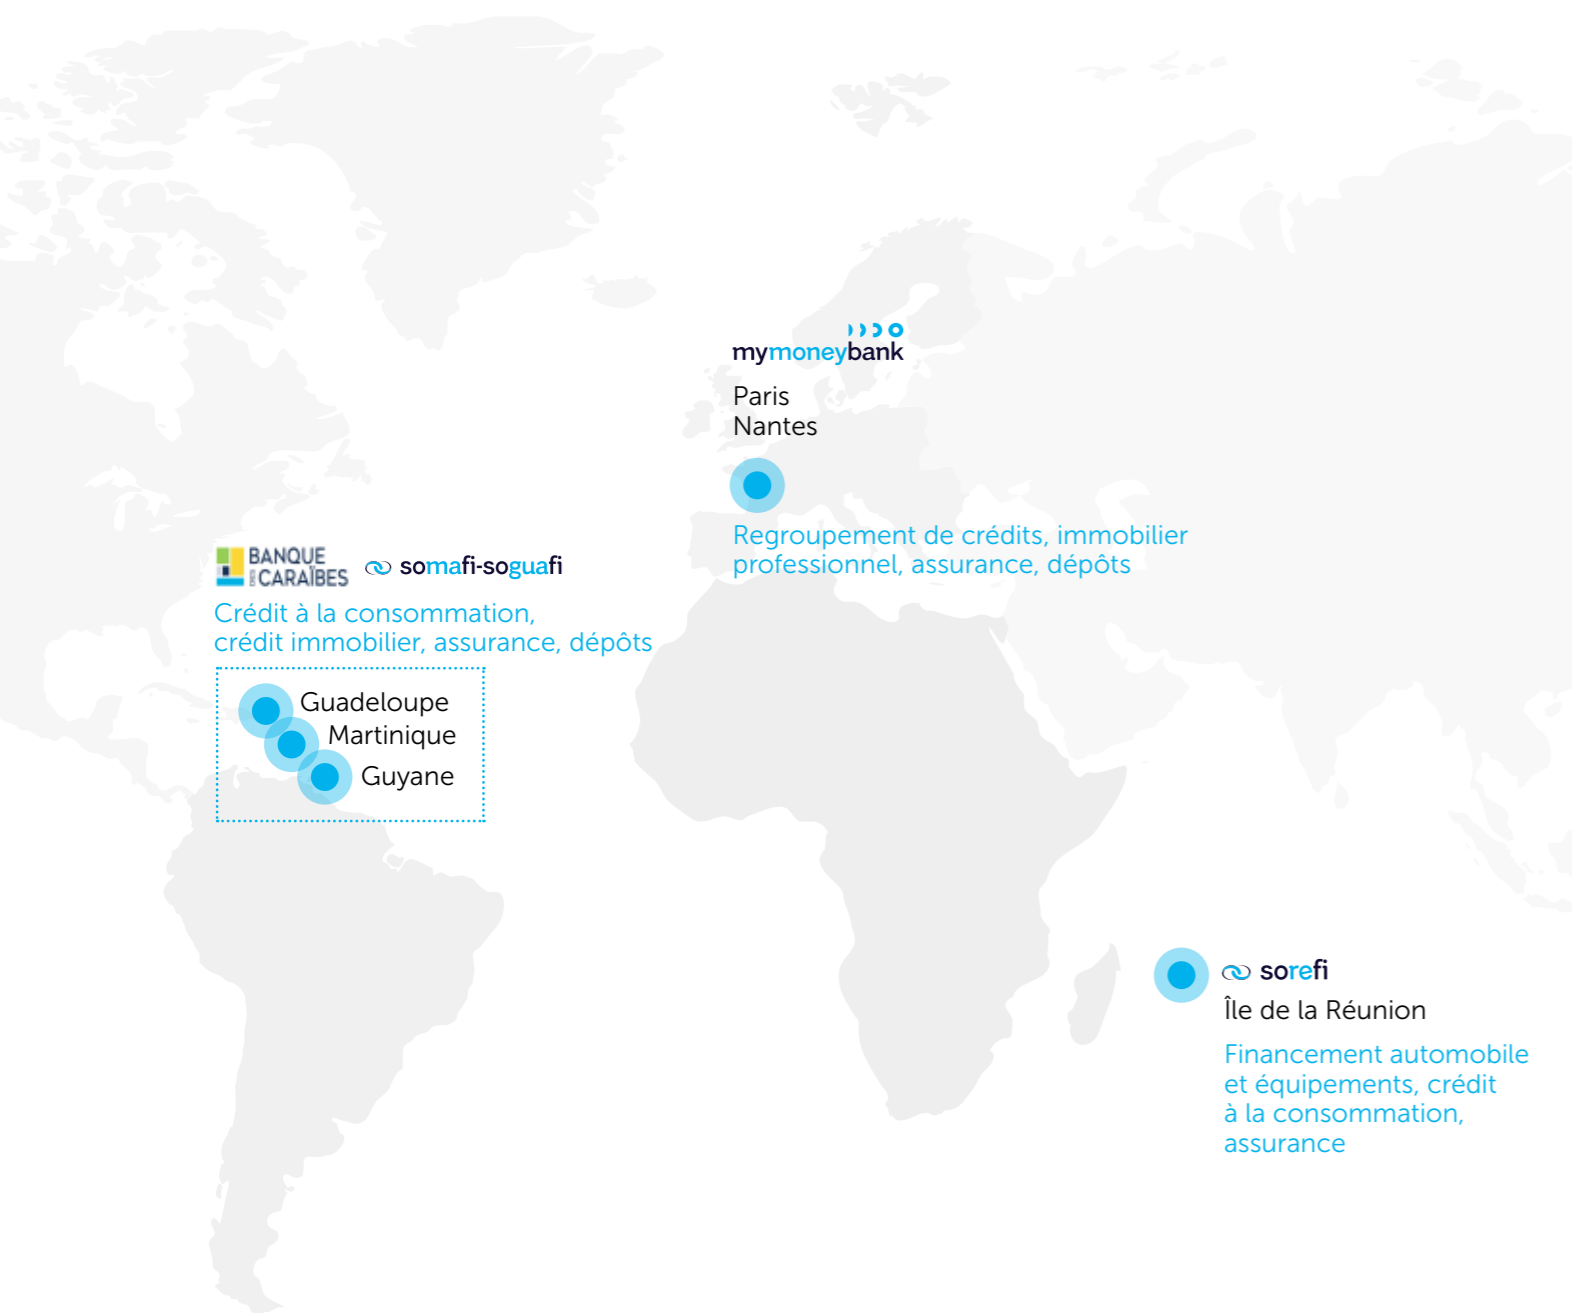 mymoneybank
Paris
Nantes
Regroupement de crédits, immobilier
professionnel, assurance, dépôts
BANQUE
DES CARAÏBES
somafi-soguafi
Crédit à la consommation,
crédit immobilier, assurance, dépôts
Guadeloupe
Martinique
Guyane
sorefi
Île de la Réunion
Financement automobile
et équipements, crédit
à la consommation,
assurance